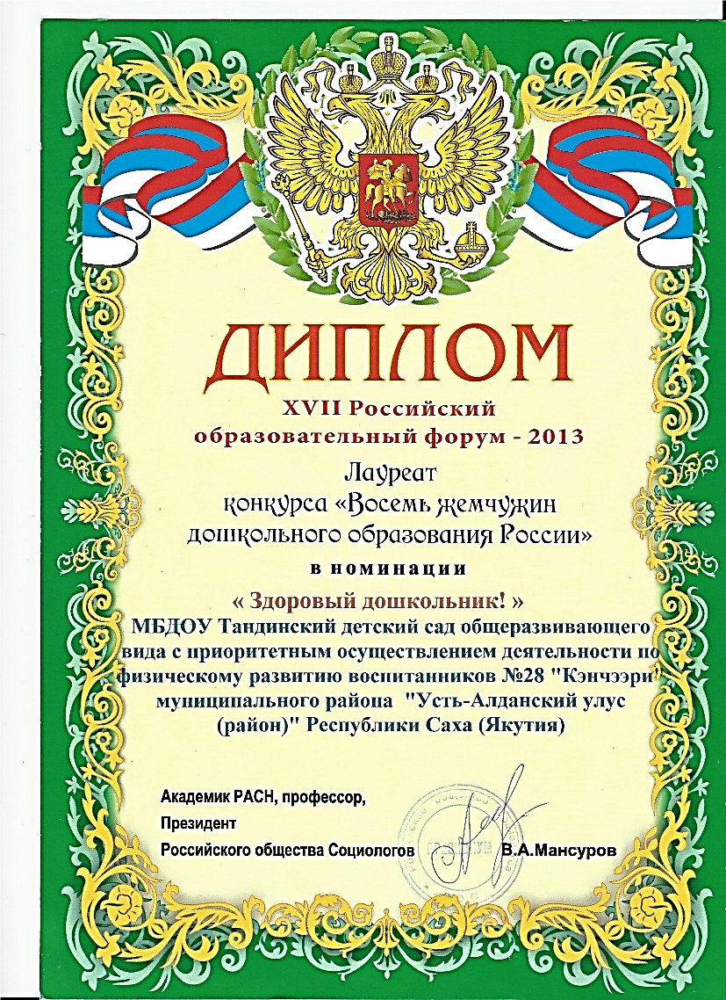 ДИПЛОМ
XVII Российский
образовательный форум - 2013
Лауреат
конкурса «Восемь жемчужин
дошкольного образования России»
в номинации
« Здоровый дошкольник! »
МБДОУ Тандинский детский сад общеразвивающего
вида с приоритетным осуществлением деятельности по
физическому развитию воспитанников №28 "Кэнчээри"
муниципального района "Усть-Алданский улус
(район)" Республики Саха (Якутия)
Академик РАСН, профессор,
Президент
Российского общества Социологов В.А.Мансуров